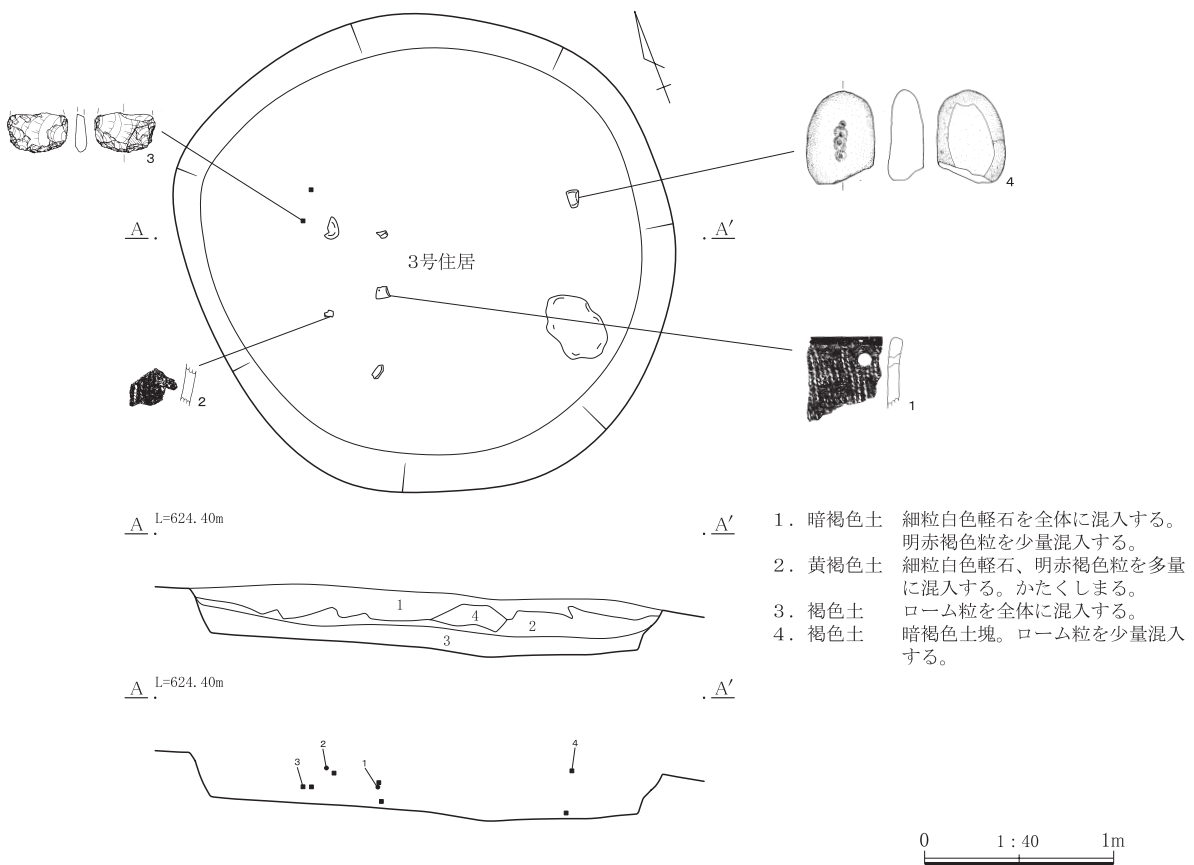 3
4
A . . A′
3号住居
2
1
A . L=624.40m . A′
1
4
2
3
1. 暗褐色土 細粒白色軽石を全体に混入する。
明赤褐色粒を少量混入する。
2. 黄褐色土 細粒白色軽石、明赤褐色粒を多量
に混入する。かたくしまる。
3. 褐色土 ローム粒を全体に混入する。
4. 褐色土 暗褐色土塊。ローム粒を少量混入
する。
A . L=624.40m . A′
3
2
1
4
0 1:40 1m